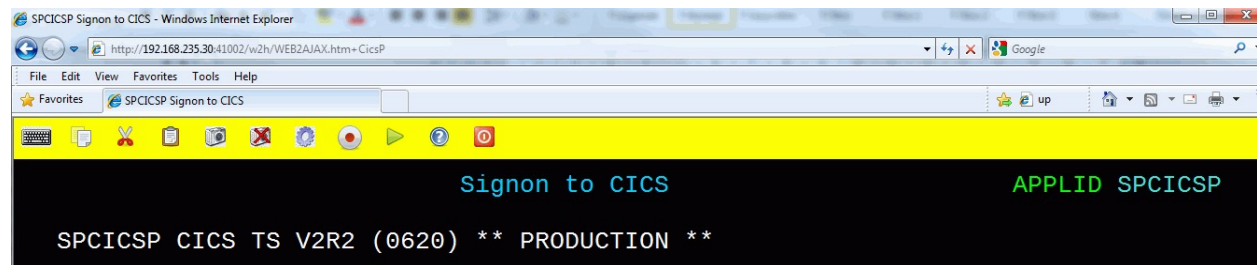 SPCICSP Signon to CICS - Windows Internet Explorer
http://192.168.235.30:41002/w2h/WEB2AJAX.htm+CicsP
Google
File Edit View Favorites Tools Help
Favorites SPCICSP Signon to CICS up
Signon to CICS APPLID SPCICSP
SPCICSP CICS TS V2R2 (0620) ** PRODUCTION **